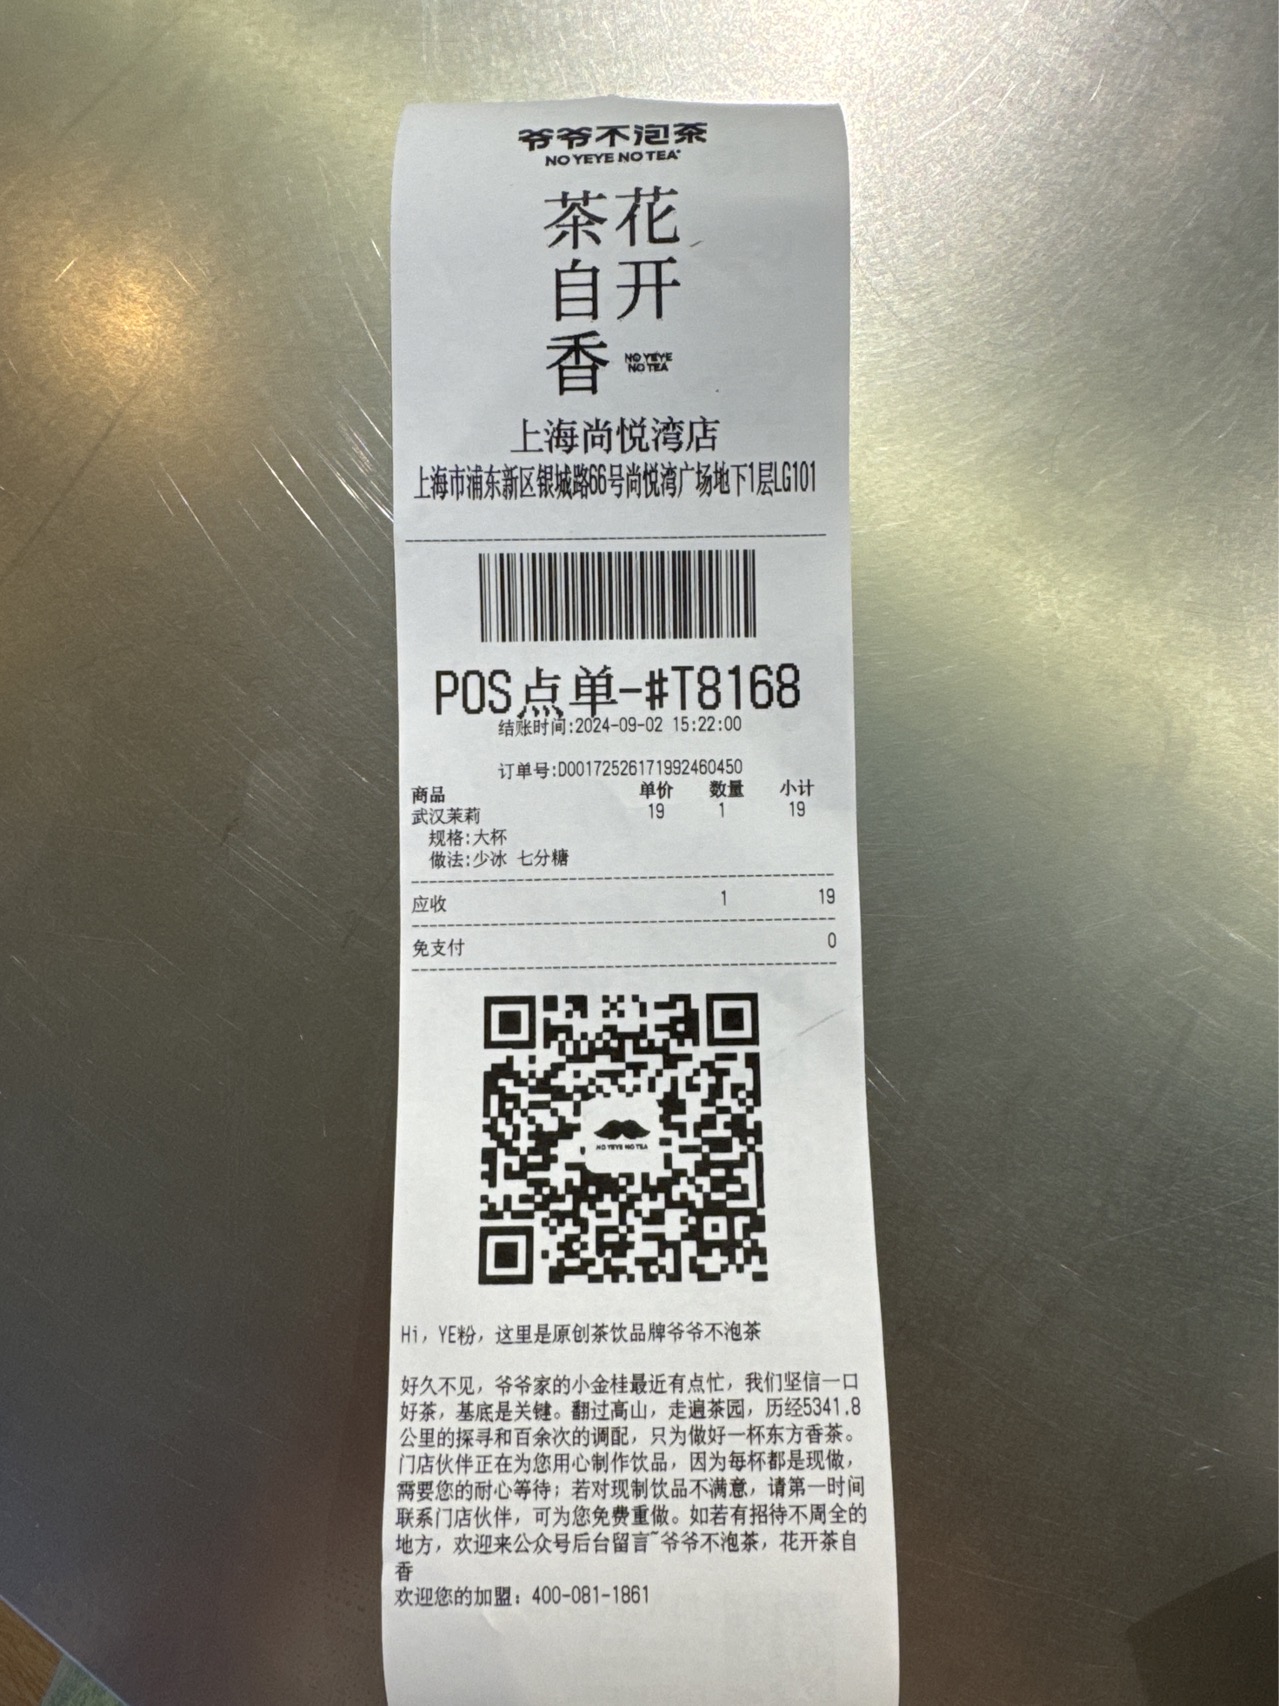 爷爷不泡茶
NO YEYE NO TEA
花开
茶自香
NO YEYE
NO TEA
上海尚悦湾店
上海市浦东新区银城路66号尚悦湾广场地下1层LG101
POS点单-#T8168
结账时间:2024-09-02 15:22:00
订单号:D001725261719924604​50
商品 单价 数量 小计
武汉茉莉 19 1 19
规格:大杯
做法:少冰 七分糖
应收 1 19
免支付 0
NO YEYE NO TEA
Hi, YE粉, 这里是原创茶饮品牌爷爷不泡茶
好久不见, 爷爷家的小金桂最近有点忙, 我们坚信一口
好茶, 基底是关键。翻过高山, 走遍茶园, 历经5341.8
公里的探寻和百余次的调配, 只为做好一杯东方香茶。
门店伙伴正在为您用心制作饮品, 因为每杯都是现做,
需要您的耐心等待; 若对现制饮品不满意, 请第一时间
联系门店伙伴, 可为您免费重做。如若有招待不周全的
地方, 欢迎来公众号后台留言~爷爷不泡茶, 花开茶自
香
欢迎您的加盟: 400-081-1861